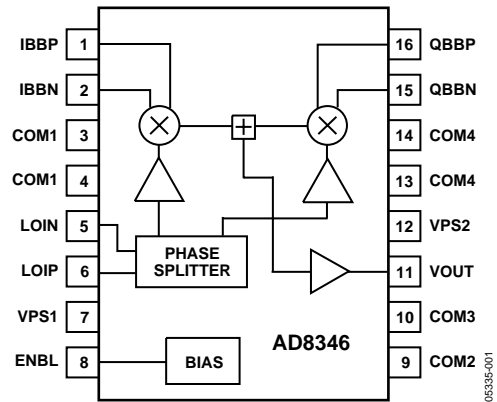 IBBP 1
IBBN 2
COM1 3
COM1 4
LOIN 5
LOIP 6
VPS1 7
ENBL 8
PHASE
SPLITTER
BIAS
AD8346
16 QBBP
15 QBBN
14 COM4
13 COM4
12 VPS2
11 VOUT
10 COM3
9 COM2
05335-001